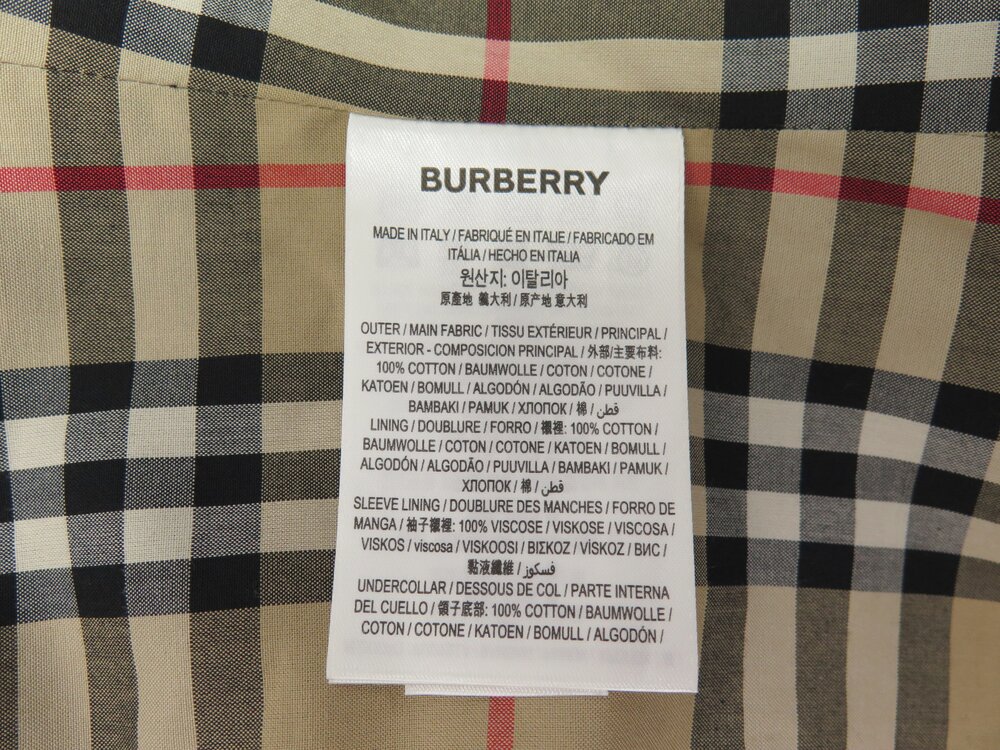 BURBERRY
MADE IN ITALY / FABRIQUÉ EN ITALIE / FABRICADO EM
ITÁLIA / HECHO EN ITALIA
원산지: 이탈리아
原產地 義大利 / 原产地 意大利
OUTER / MAIN FABRIC / TISSU EXTÉRIEUR / PRINCIPAL /
EXTERIOR - COMPOSICION PRINCIPAL / 外部/主要布料:
100% COTTON / BAUMWOLLE / COTON / COTONE /
KATOEN / BOMULL / ALGODÓN / ALGODÃO / PUUVILLA /
BAMBAKI / PAMUK / ХЛОПОК / 棉 / قطن
LINING / DOUBLURE / FORRO / 襯裡: 100% COTTON /
BAUMWOLLE / COTON / COTONE / KATOEN / BOMULL /
ALGODÓN / ALGODÃO / PUUVILLA / BAMBAKI / PAMUK /
ХЛОПОК / 棉 / قطن
SLEEVE LINING / DOUBLURE DES MANCHES / FORRO DE
MANGA / 袖子襯裡: 100% VISCOSE / VISKOSE / VISCOSA /
VISKOS / viscosa / VISKOOSI / ΒΙΣΚΟΖ / VİSKOZ / ВИС /
黏液纖維 / فسكوز
UNDERCOLLAR / DESSOUS DE COL / PARTE INTERNA
DEL CUELLO / 領子底部: 100% COTTON / BAUMWOLLE /
COTON / COTONE / KATOEN / BOMULL / ALGODÓN /